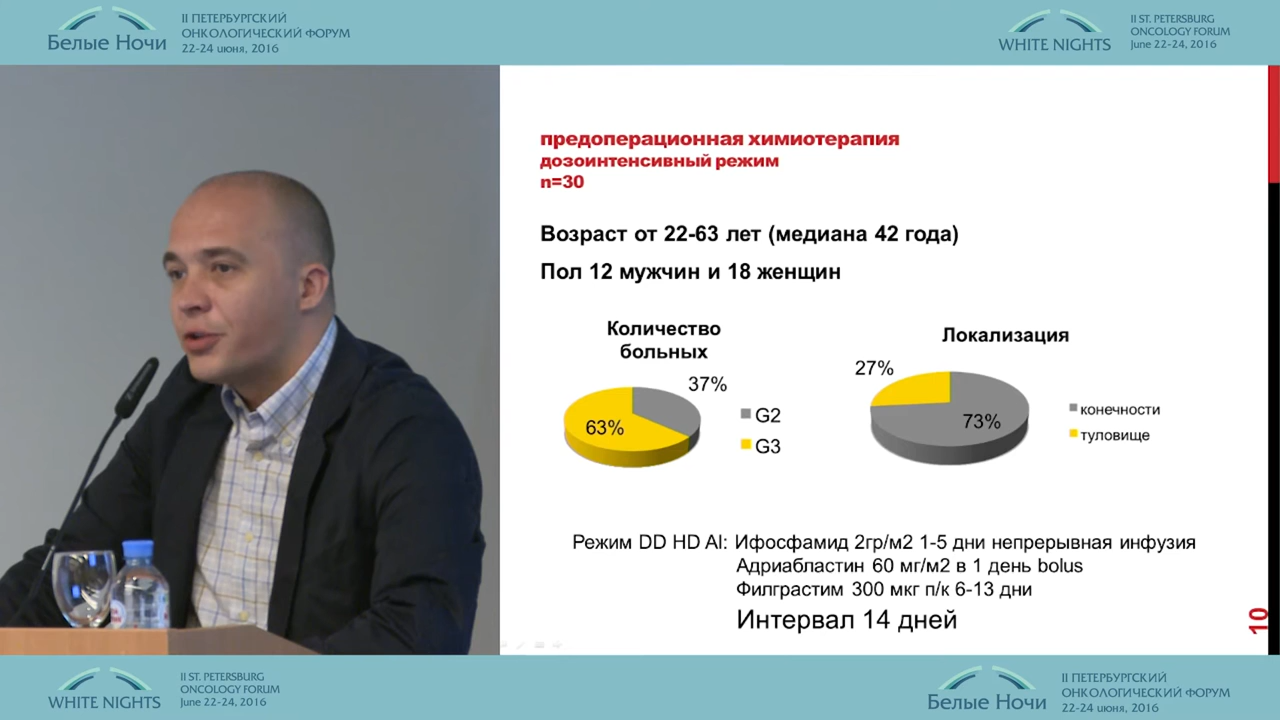 Белые Ночи
II ПЕТЕРБУРГСКИЙ
ОНКОЛОГИЧЕСКИЙ ФОРУМ
22-24 июня, 2016
WHITE NIGHTS
II ST. PETERSBURG
ONCOLOGY FORUM
June 22-24, 2016
предоперационная химиотерапия
дозоинтенсивный режим
n=30
Возраст от 22-63 лет (медиана 42 года)
Пол 12 мужчин и 18 женщин
Количество
больных
37%
63%
G2
G3
Локализация
27%
73%
конечности
туловище
Режим DD HD AI: Ифосфамид 2гр/м2 1-5 дни непрерывная инфузия
Адриабластин 60 мг/м2 в 1 день bolus
Филграстим 300 мкг п/к 6-13 дни
Интервал 14 дней
10
WHITE NIGHTS
II ST. PETERSBURG
ONCOLOGY FORUM
June 22-24, 2016
Белые Ночи
II ПЕТЕРБУРГСКИЙ
ОНКОЛОГИЧЕСКИЙ ФОРУМ
22-24 июня, 2016